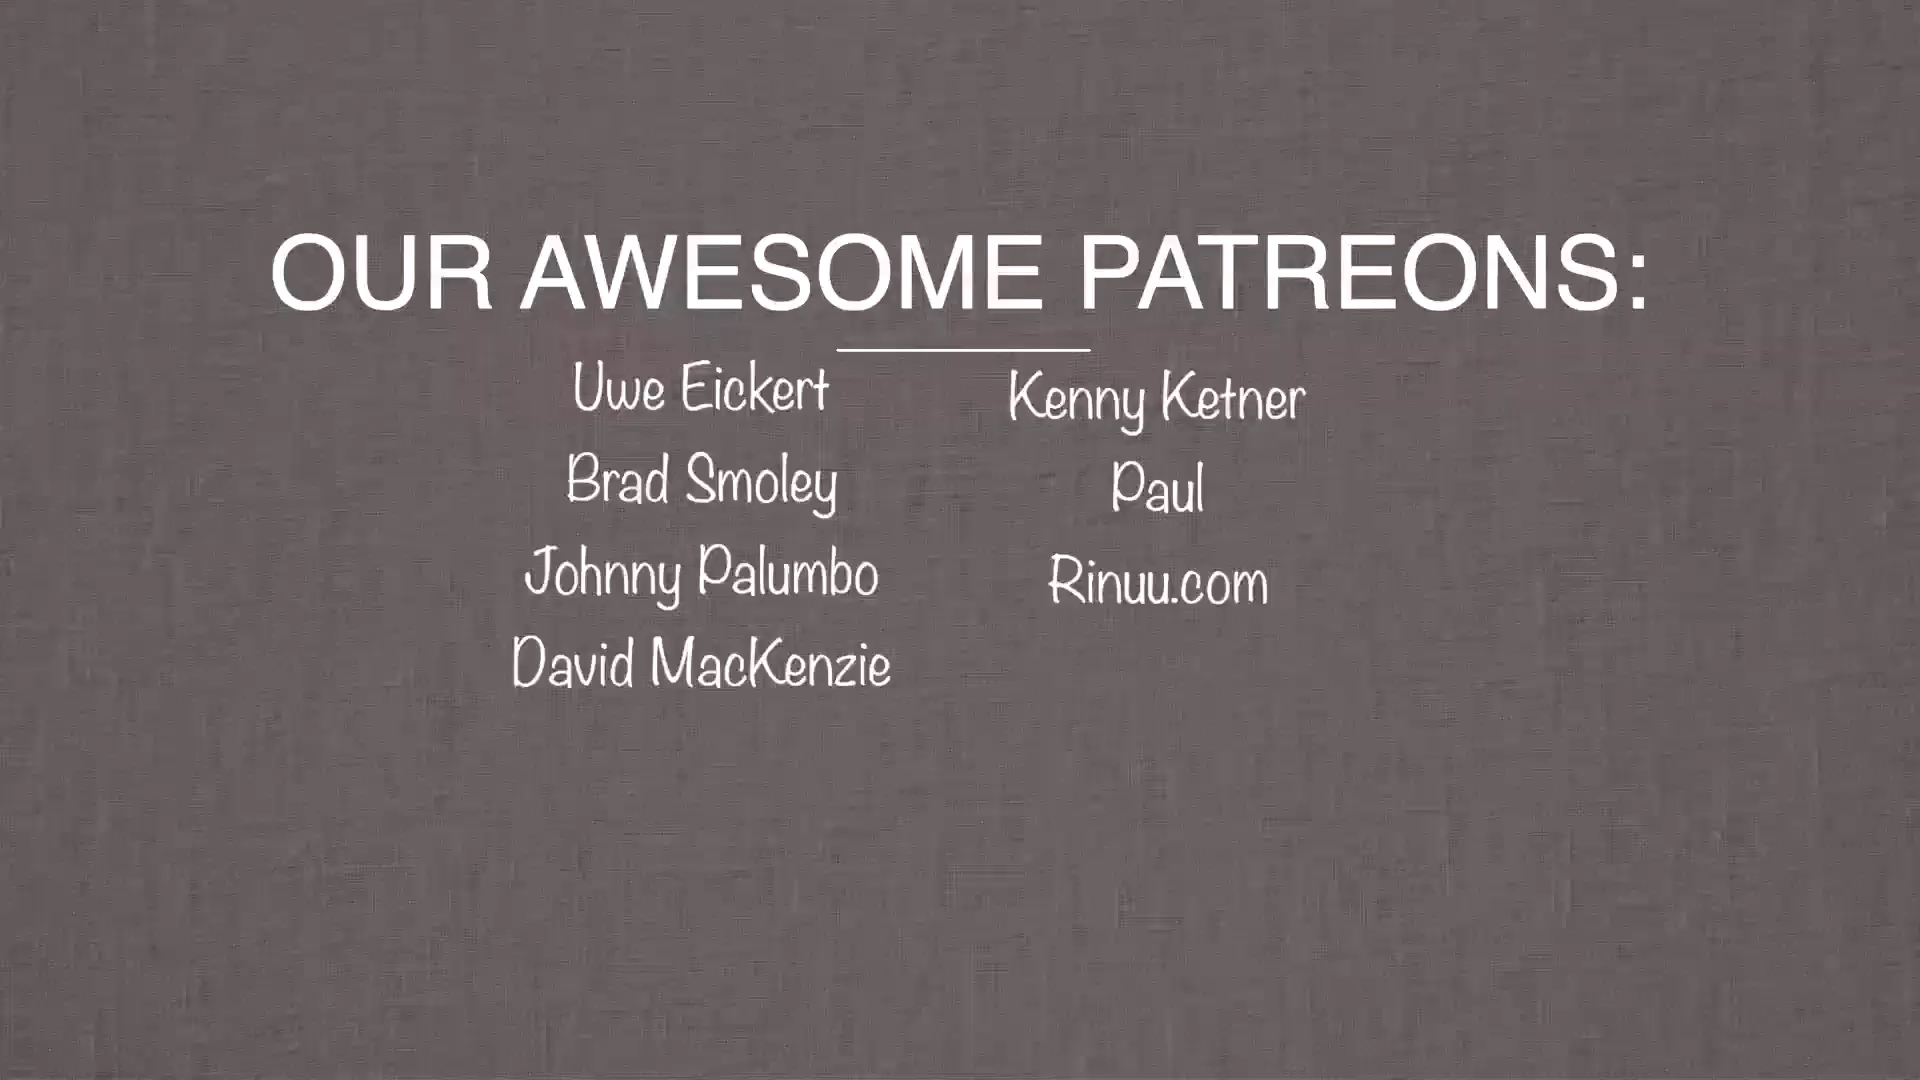 OUR AWESOME PATREONS:
Uwe Eickert
Brad Smoley
Johnny Palumbo
David MacKenzie
Kenny Ketner
Paul
Rinuu.com